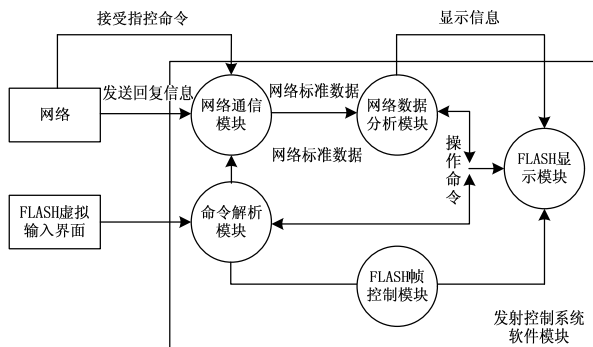 接受指控命令
显示信息
网络
发送回复信息
网络通信
模块
网络标准数据
网络数据
分析模块
网络标准数据
操作命令
FLASH显
示模块
FLASH虚拟
输入界面
命令解析
模块
FLASH帧
控制模块
发射控制系统
软件模块